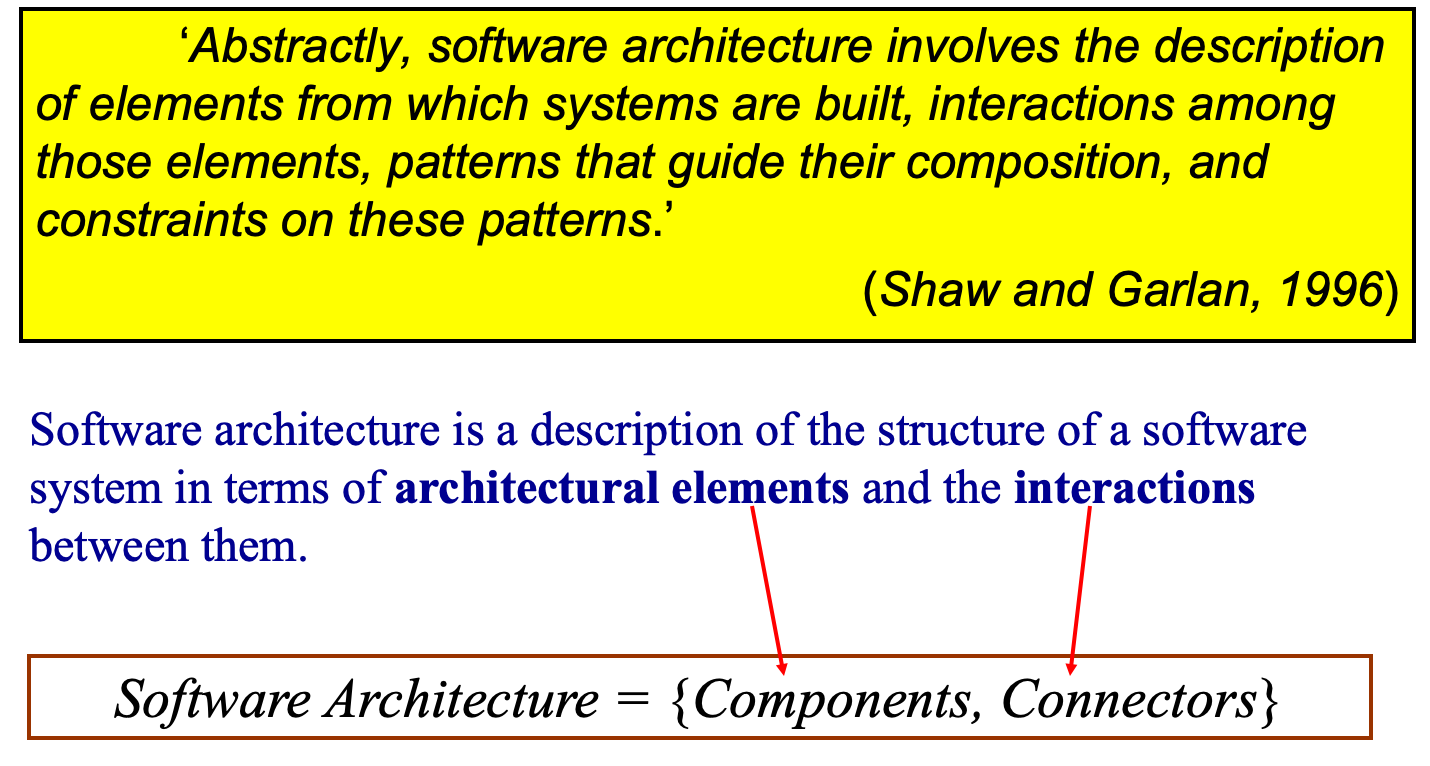 ‘Abstractly, software architecture involves the description
of elements from which systems are built, interactions among
those elements, patterns that guide their composition, and
constraints on these patterns.’
(Shaw and Garlan, 1996)
Software architecture is a description of the structure of a software
system in terms of architectural elements and the interactions
between them.
Software Architecture = {Components, Connectors}